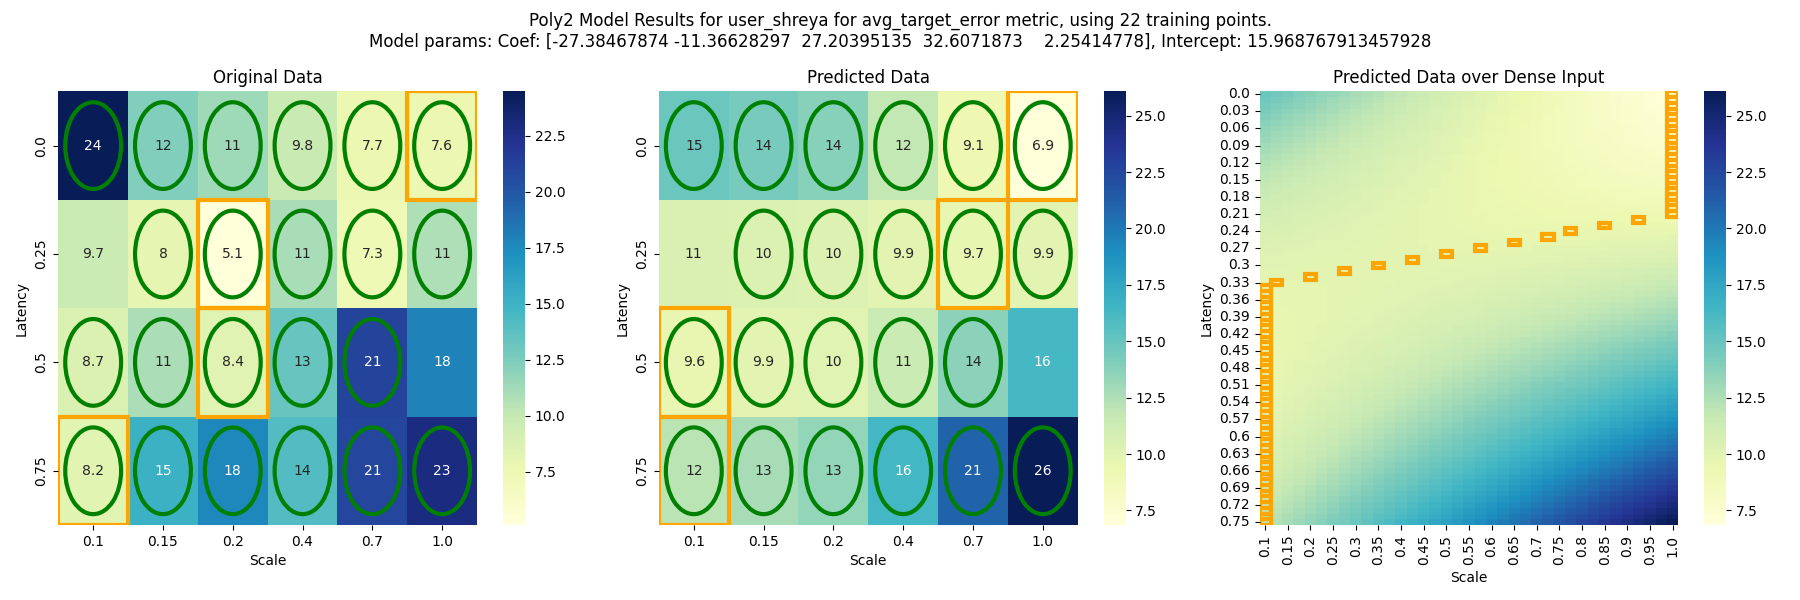 Poly2 Model Results for user_shreya for avg_target_error metric, using 22 training points.
Model params: Coef: [-27.38467874 -11.36628297  27.20395135  32.6071873    2.25414778], Intercept: 15.968767913457928
Original Data
24 12 11 9.8 7.7 7.6
9.7 8 5.1 11 7.3 11
8.7 11 8.4 13 21 18
8.2 15 18 14 21 23
0.0
0.25
0.5
0.75
Latency
0.1 0.15 0.2 0.4 0.7 1.0
Scale
22.5
20.0
17.5
15.0
12.5
10.0
7.5
Predicted Data
15 14 14 12 9.1 6.9
11 10 10 9.9 9.7 9.9
9.6 9.9 10 11 14 16
12 13 13 16 21 26
0.0
0.25
0.5
0.75
Latency
0.1 0.15 0.2 0.4 0.7 1.0
Scale
25.0
22.5
20.0
17.5
15.0
12.5
10.0
7.5
Predicted Data over Dense Input
0.0
0.03
0.06
0.09
0.12
0.15
0.18
0.21
0.24
0.27
0.3
0.33
0.36
0.39
0.42
0.45
0.48
0.51
0.54
0.57
0.6
0.63
0.66
0.69
0.72
0.75
Latency
0.1 0.15 0.2 0.25 0.3 0.35 0.4 0.45 0.5 0.55 0.6 0.65 0.7 0.75 0.8 0.85 0.9 0.95 1.0
Scale
25.0
22.5
20.0
17.5
15.0
12.5
10.0
7.5